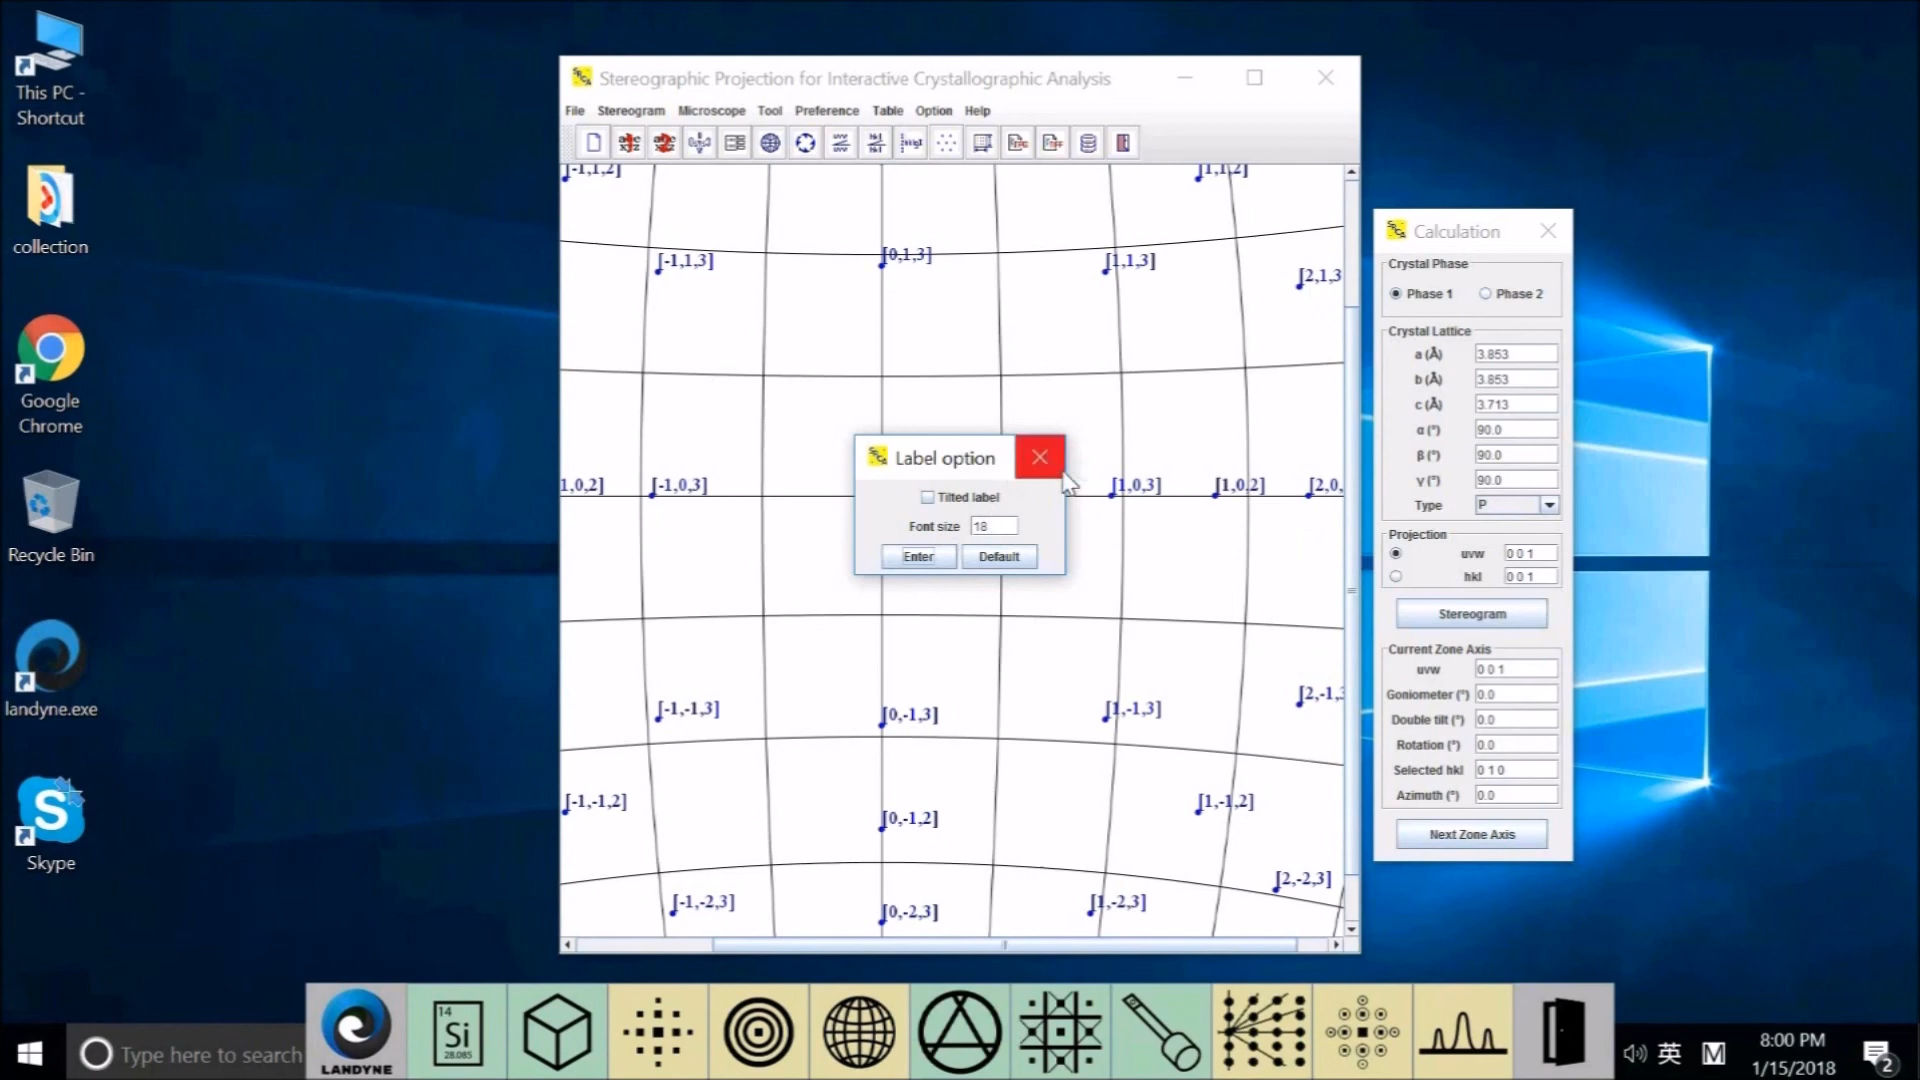 This PC -
Shortcut
collection
Google
Chrome
Recycle Bin
landyne.exe
Skype
Stereographic Projection for Interactive Crystallographic Analysis
File Stereogram Microscope Tool Preference Table Option Help
[-1,1,2] [1,1,2]
[-1,1,3] [0,1,3] [1,1,3] [2,1,3
1,0,2] [-1,0,3] [1,0,3] [1,0,2] [2,0,
[-1,-1,3] [0,-1,3] [1,-1,3] [2,-1,3
[-1,-1,2] [0,-1,2] [1,-1,2]
[-1,-2,3] [0,-2,3] [1,-2,3] [2,-2,3]
Label option
Tilted label
Font size 18
Enter Default
Calculation
Crystal Phase
Phase 1 Phase 2
Crystal Lattice
a (Å) 3.853
b (Å) 3.853
c (Å) 3.713
α (°) 90.0
β (°) 90.0
γ (°) 90.0
Type P
Projection
uvw 0 0 1
hkl 0 0 1
Stereogram
Current Zone Axis
uvw 0 0 1
Goniometer (°) 0.0
Double tilt (°) 0.0
Rotation (°) 0.0
Selected hkl 0 1 0
Azimuth (°) 0.0
Next Zone Axis
Type here to search
LANDYNE
14
Si
28.085
英 M
8:00 PM
1/15/2018
2